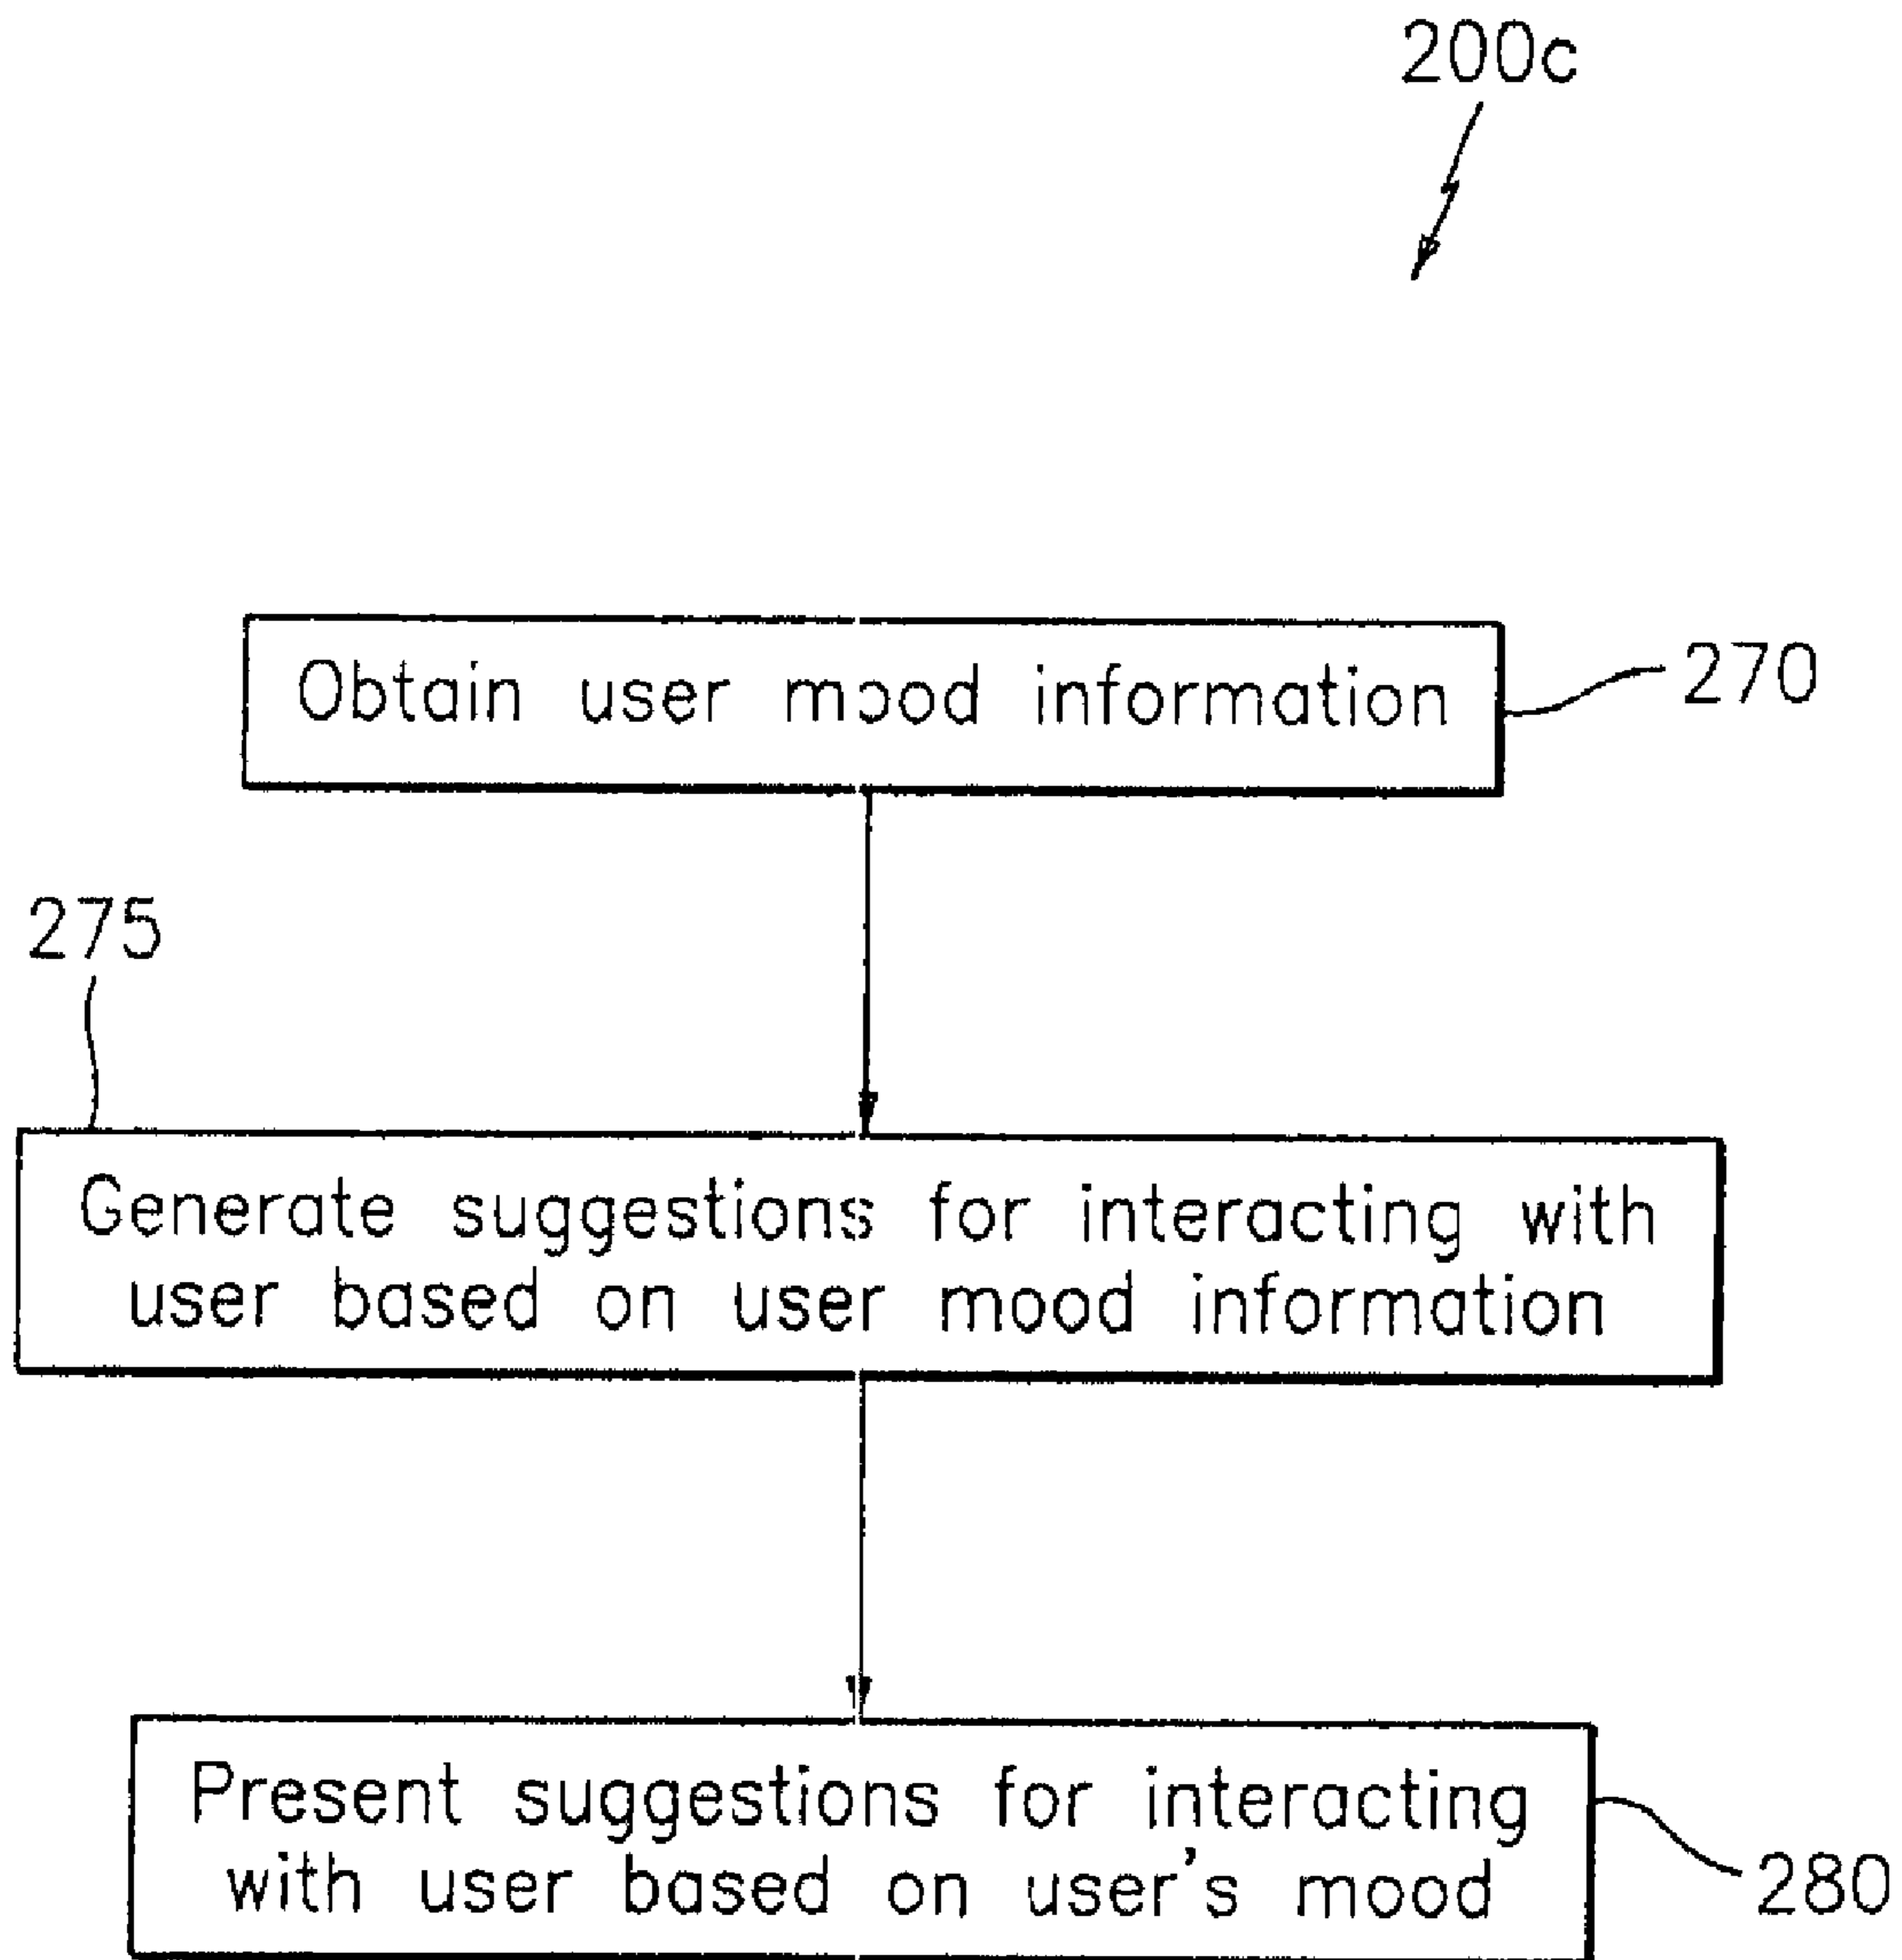 200c
Obtain user mood information
270
275
Generate suggestions for interacting with
user based on user mood information
Present suggestions for interacting
with user based on user's mood
280